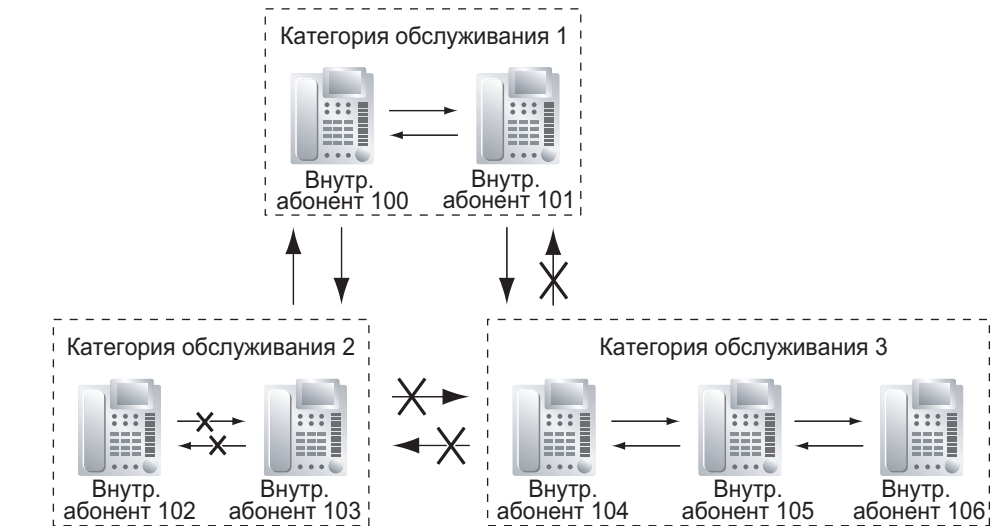 Категория обслуживания 1
Внутр.
абонент 100
Внутр.
абонент 101
Категория обслуживания 2
Внутр.
абонент 102
Внутр.
абонент 103
Категория обслуживания 3
Внутр.
абонент 104
Внутр.
абонент 105
Внутр.
абонент 106